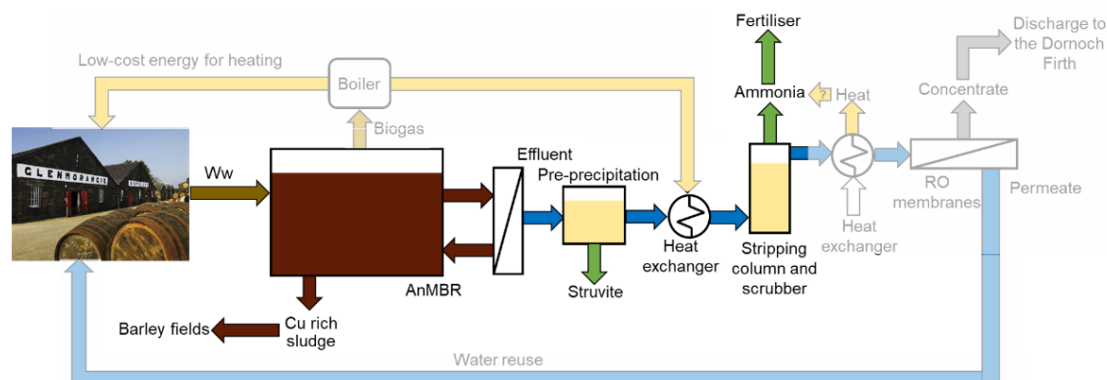 Fertiliser
Discharge to
the Dornoch
Firth
Low-cost energy for heating
Boiler
Ammonia
?
Heat
Concentrate
Biogas
GLENMORANGIE
Ww
Effluent
Pre-precipitation
RO
membranes
Permeate
Heat
exchanger
Heat
exchanger
Stripping
column and
scrubber
AnMBR
Struvite
Cu rich
sludge
Barley fields
Water reuse